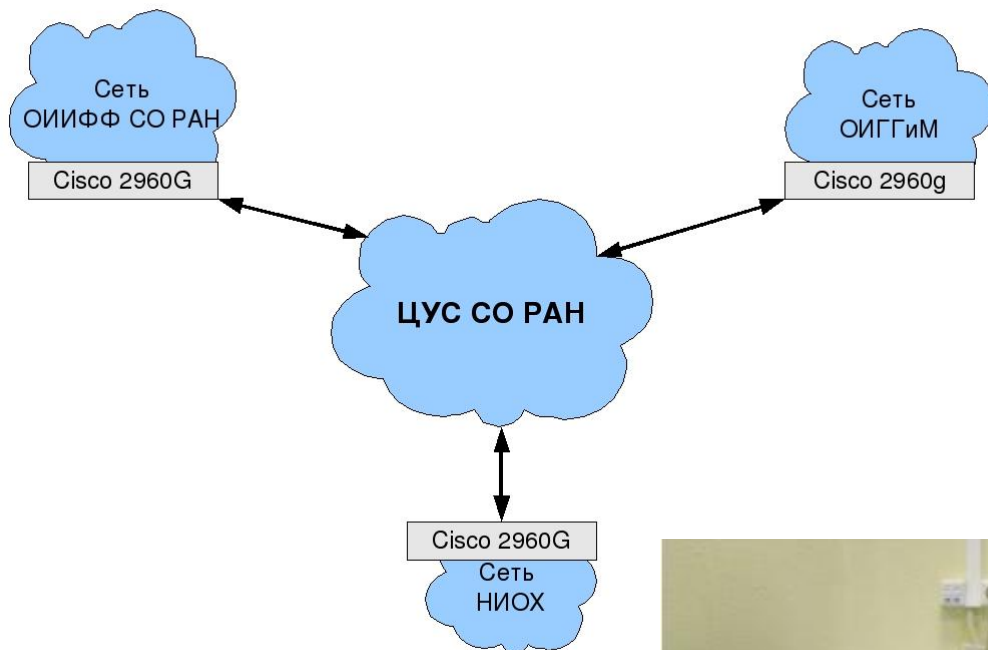 Сеть
ОИИФФ СО РАН
Cisco 2960G
Сеть
ОИГГиМ
Cisco 2960g
ЦУС СО РАН
Cisco 2960G
Сеть
НИОХ